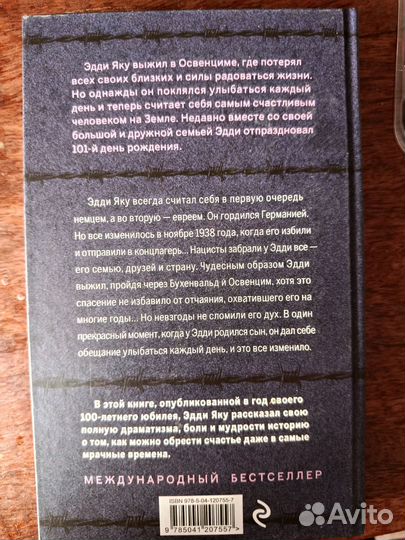 Эдди Яку выжил в Освенциме, где потерял
всех своих близких и силы радоваться жизни.
Но однажды он поклялся улыбаться каждый
день и теперь считает себя самым счастливым
человеком на Земле. Недавно вместе со своей
большой и дружной семьей Эдди отпраздновал
101-й день рождения.
Эдди Яку всегда считал себя в первую очередь
немцем, а во вторую — евреем. Он гордился Германией.
Но все изменилось в ноябре 1938 года, когда его избили
и отправили в концлагерь... Нацисты забрали у Эдди все —
его семью, друзей и страну. Чудесным образом Эдди
выжил, пройдя через Бухенвальд и Освенцим, хотя это
спасение не избавило от отчаяния, охватившего его на
многие годы... Но невзгоды не сломили его дух. В один
прекрасный момент, когда у Эдди родился сын, он дал себе
обещание улыбаться каждый день, и это все изменило.
В этой книге, опубликованной в год своего
100-летнего юбилея, Эдди Яку рассказал свою
полную драматизма, боли и мудрости историю
о том, как можно обрести счастье даже в самые
мрачные времена.
МЕЖДУНАРОДНЫЙ БЕСТСЕЛЛЕР
ISBN 978-5-04-120755-7
9 785041 207557 >
Avito